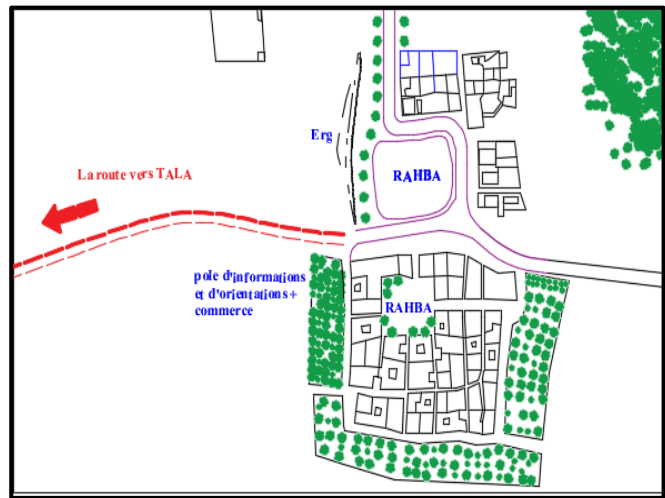 Erg
La route vers TALA
RAHBA
pole d'informations
et d'orientations+
commerce
RAHBA